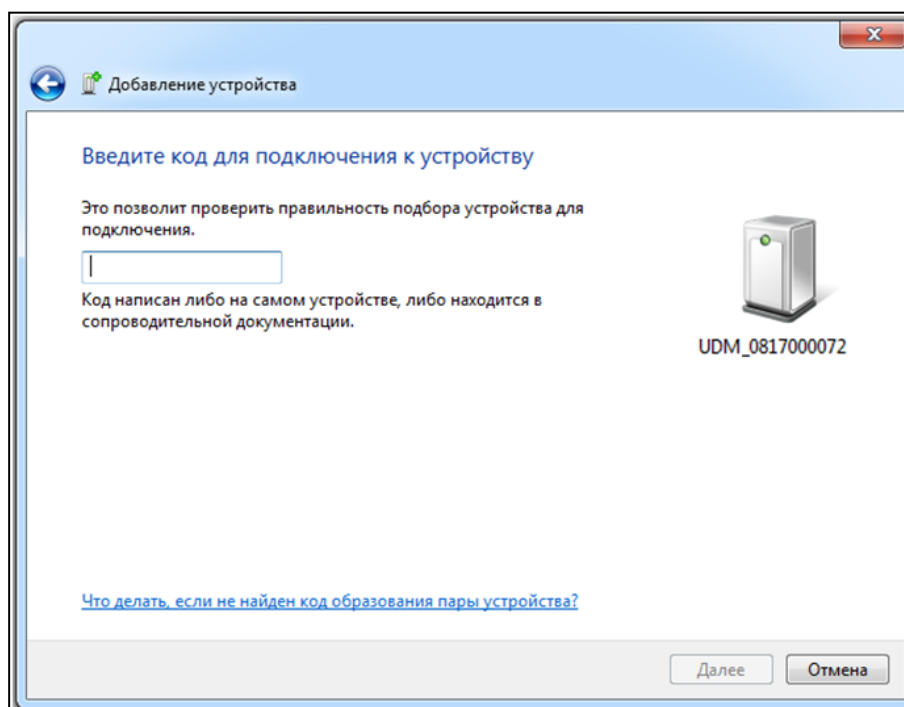 Добавление устройства
Введите код для подключения к устройству
Это позволит проверить правильность подбора устройства для
подключения.
Код написан либо на самом устройстве, либо находится в
сопроводительной документации.
UDM_0817000072
Что делать, если не найден код образования пары устройства?
Далее
Отмена